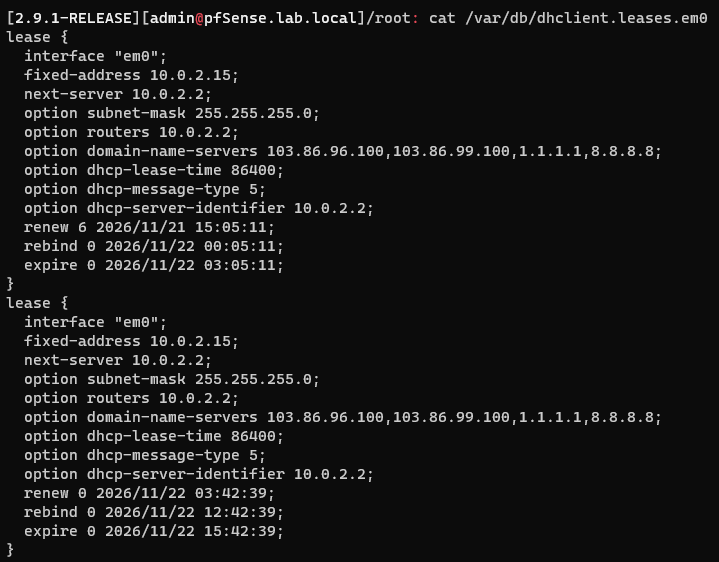 [2.9.1-RELEASE][admin@pfSense.lab.local]/root: cat /var/db/dhclient.leases.em0
lease {
  interface "em0";
  fixed-address 10.0.2.15;
  next-server 10.0.2.2;
  option subnet-mask 255.255.255.0;
  option routers 10.0.2.2;
  option domain-name-servers 103.86.96.100,103.86.99.100,1.1.1.1,8.8.8.8;
  option dhcp-lease-time 86400;
  option dhcp-message-type 5;
  option dhcp-server-identifier 10.0.2.2;
  renew 6 2026/11/21 15:05:11;
  rebind 0 2026/11/22 00:05:11;
  expire 0 2026/11/22 03:05:11;
}
lease {
  interface "em0";
  fixed-address 10.0.2.15;
  next-server 10.0.2.2;
  option subnet-mask 255.255.255.0;
  option routers 10.0.2.2;
  option domain-name-servers 103.86.96.100,103.86.99.100,1.1.1.1,8.8.8.8;
  option dhcp-lease-time 86400;
  option dhcp-message-type 5;
  option dhcp-server-identifier 10.0.2.2;
  renew 0 2026/11/22 03:42:39;
  rebind 0 2026/11/22 12:42:39;
  expire 0 2026/11/22 15:42:39;
}